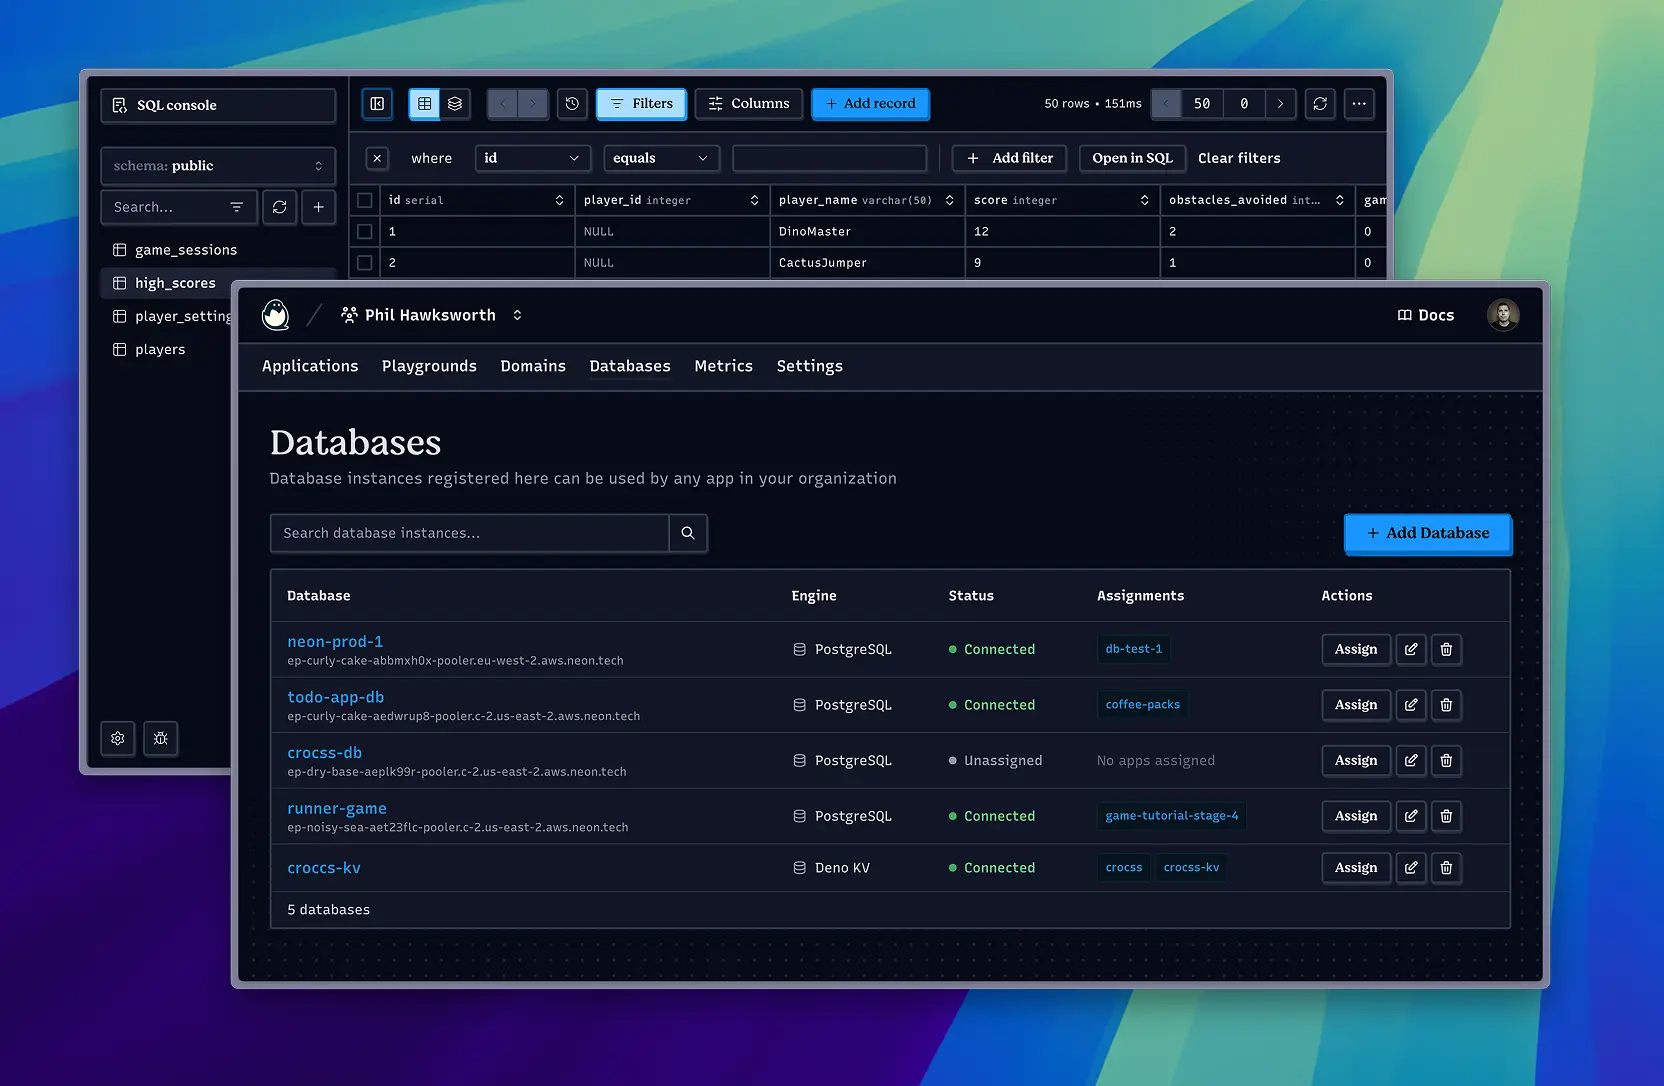 SQL console
Filters
Columns
+ Add record
50 rows • 151ms
50
0
schema: public
where
id
equals
+ Add filter
Open in SQL
Clear filters
Search...
id serial
player_id integer
player_name varchar(50)
score integer
obstacles_avoided int...
gam
1
NULL
DinoMaster
12
2
0
2
NULL
CactusJumper
9
1
0
game_sessions
high_scores
player_setting
players
Phil Hawksworth
Docs
Applications
Playgrounds
Domains
Databases
Metrics
Settings
Databases
Database instances registered here can be used by any app in your organization
Search database instances...
+ Add Database
Database
Engine
Status
Assignments
Actions
neon-prod-1
ep-curly-cake-abbmxh0x-pooler.eu-west-2.aws.neon.tech
PostgreSQL
Connected
db-test-1
Assign
todo-app-db
ep-curly-cake-aedwrup8-pooler.c-2.us-east-2.aws.neon.tech
PostgreSQL
Connected
coffee-packs
Assign
crocss-db
ep-dry-base-aeplk99r-pooler.c-2.us-east-2.aws.neon.tech
PostgreSQL
Unassigned
No apps assigned
Assign
runner-game
ep-noisy-sea-aet23flc-pooler.c-2.us-east-2.aws.neon.tech
PostgreSQL
Connected
game-tutorial-stage-4
Assign
croccs-kv
Deno KV
Connected
crocss
crocss-kv
Assign
5 databases